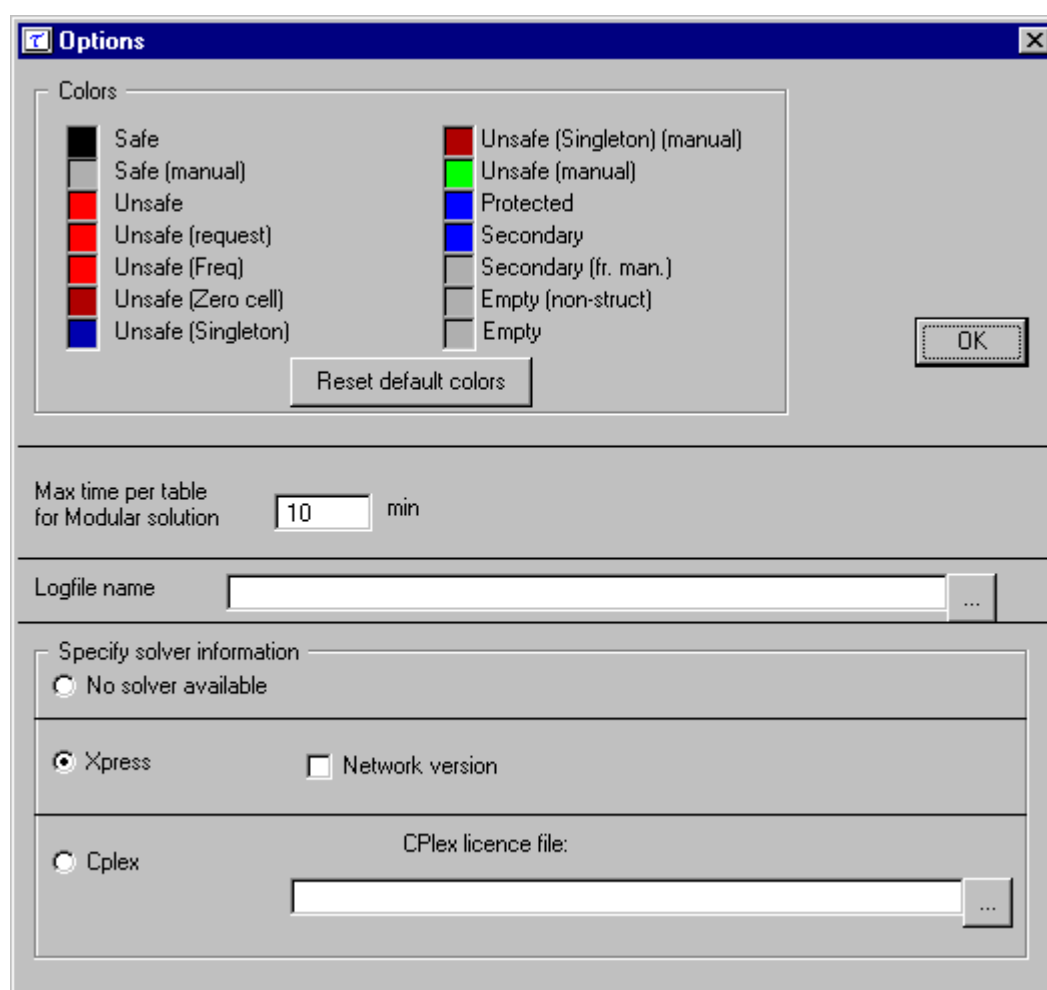 τ Options
Colors
Safe
Safe (manual)
Unsafe
Unsafe (request)
Unsafe (Freq)
Unsafe (Zero cell)
Unsafe (Singleton)
Unsafe (Singleton) (manual)
Unsafe (manual)
Protected
Secondary
Secondary (fr. man.)
Empty (non-struct)
Empty
Reset default colors
OK
Max time per table
for Modular solution
10 min
Logfile name
...
Specify solver information
No solver available
Xpress
Network version
Cplex
CPlex licence file:
...